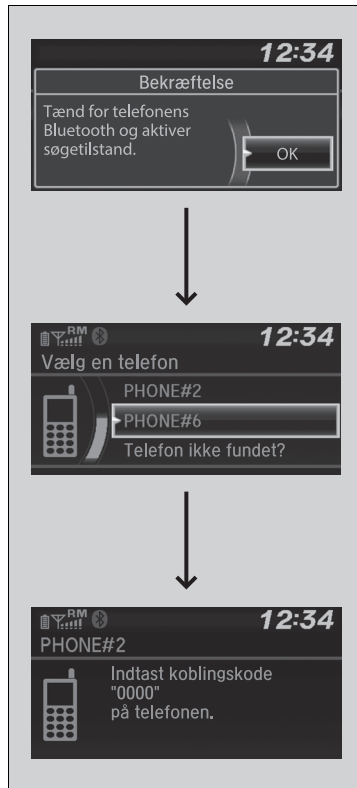 12:34
Bekræftelse
Tænd for telefonens
Bluetooth og aktiver
søgetilstand.
OK
RM
12:34
Vælg en telefon
PHONE#2
PHONE#6
Telefon ikke fundet?
RM
12:34
PHONE#2
Indtast koblingskode
"0000"
på telefonen.